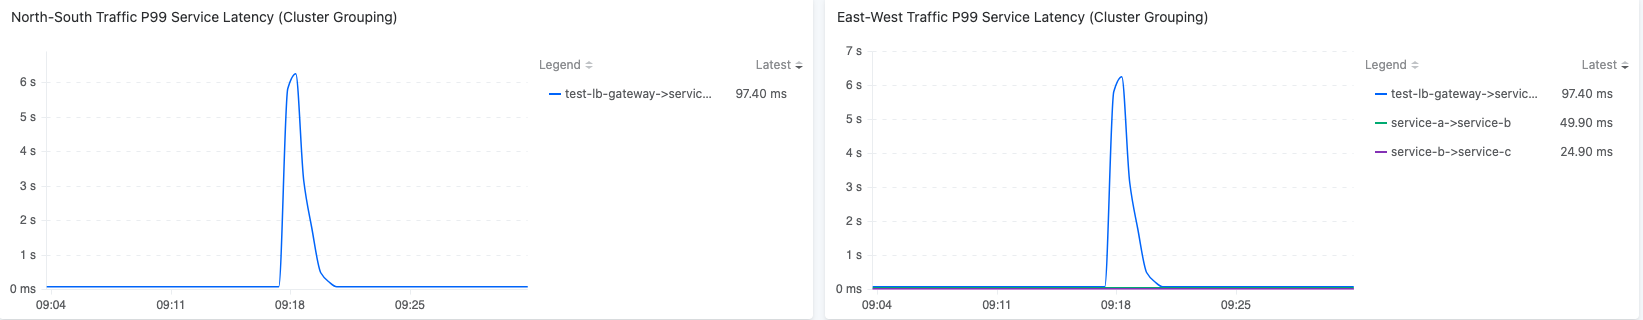 North-South Traffic P99 Service Latency (Cluster Grouping)
Legend Latest
test-lb-gateway->servic... 97.40 ms
6 s
5 s
4 s
3 s
2 s
1 s
0 ms
09:04 09:11 09:18 09:25
East-West Traffic P99 Service Latency (Cluster Grouping)
Legend Latest
test-lb-gateway->servic... 97.40 ms
service-a->service-b 49.90 ms
service-b->service-c 24.90 ms
7 s
6 s
5 s
4 s
3 s
2 s
1 s
0 ms
09:04 09:11 09:18 09:25